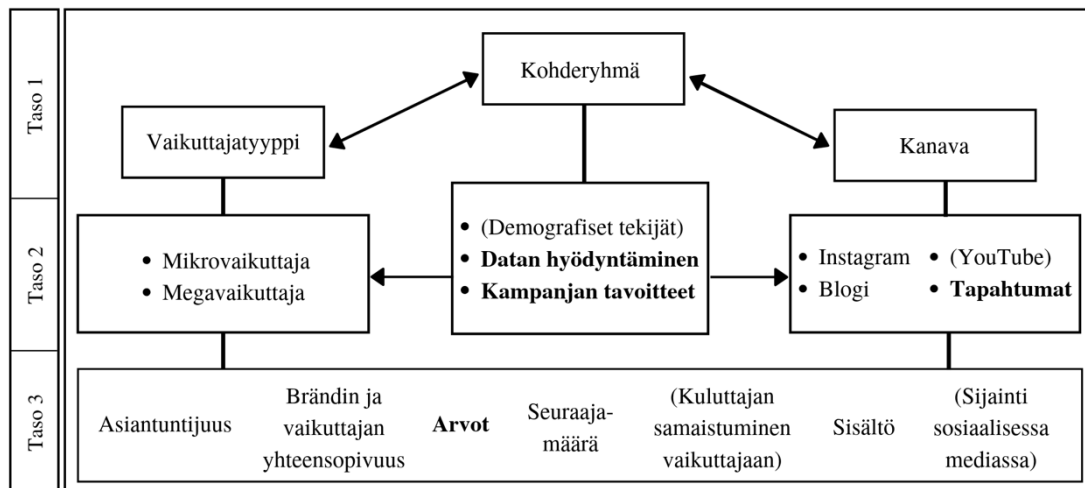 Taso 1
Kohderyhmä
Vaikuttajatyyppi
Kanava
Taso 2
• Mikrovaikuttaja
• Megavaikuttaja
• (Demografiset tekijät)
• Datan hyödyntäminen
• Kampanjan tavoitteet
• Instagram • (YouTube)
• Blogi • Tapahtumat
Taso 3
Asiantuntijuus
Brändin ja
vaikuttajan
yhteensopivuus
Arvot
Seuraaja-
määrä
(Kuluttajan
samaistuminen
vaikuttajaan)
Sisältö
(Sijainti
sosiaalisessa
mediassa)